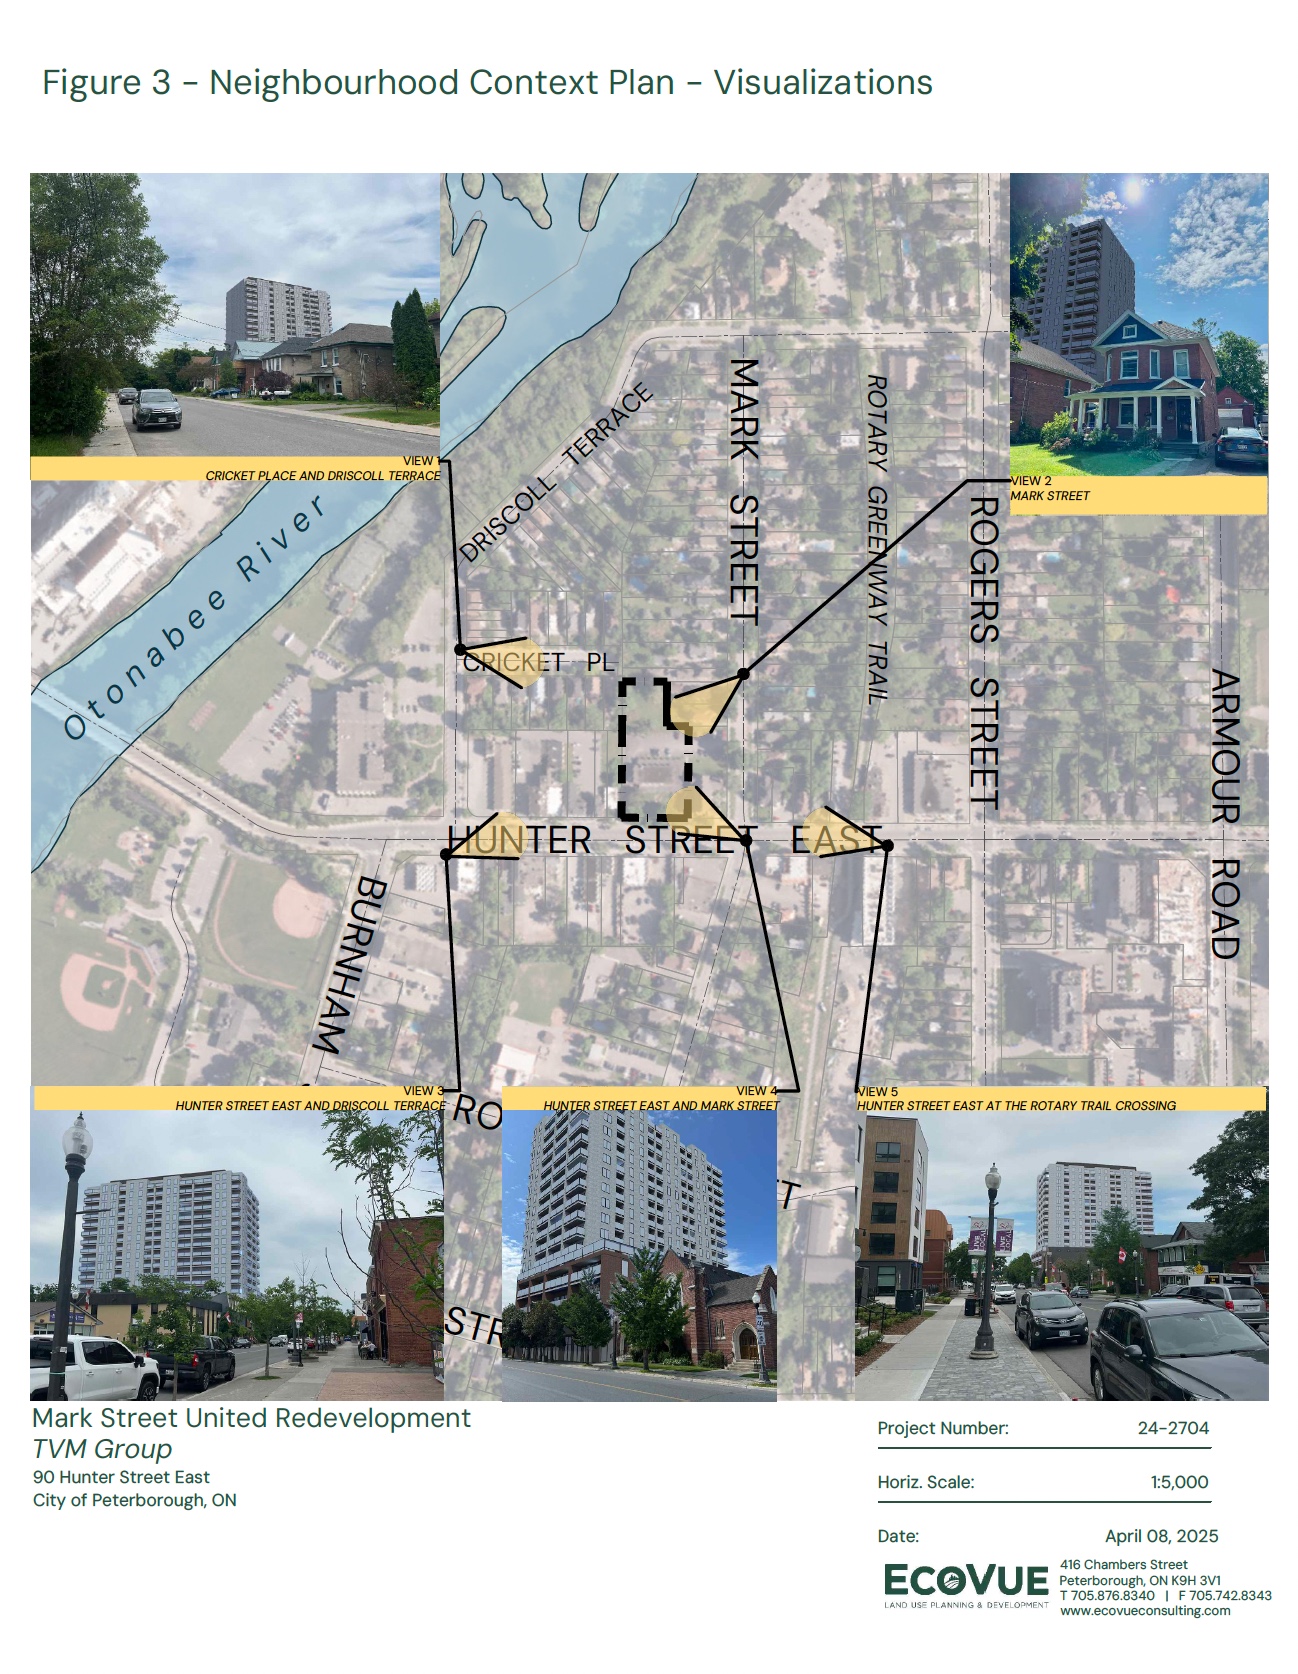 Figure 3 - Neighbourhood Context Plan - Visualizations
VIEW 1
CRICKET PLACE AND DRISCOLL TERRACE
VIEW 2
MARK STREET
Otonabee River
DRISCOLL TERRACE
MARK STREET
ROTARY GREENWAY TRAIL
ROGERS STREET
ARMOUR ROAD
CRICKET PL
HUNTER STREET EAST
BURNHAM
VIEW 3
HUNTER STREET EAST AND DRISCOLL TERRACE
VIEW 4
HUNTER STREET EAST AND MARK STREET
VIEW 5
HUNTER STREET EAST AT THE ROTARY TRAIL CROSSING
RO
T
STR
LIVE LOCAL
LIVE LOCAL
Mark Street United Redevelopment
TVM Group
90 Hunter Street East
City of Peterborough, ON
Project Number: 24-2704
Horiz. Scale: 1:5,000
Date: April 08, 2025
ECOVUE
LAND USE PLANNING & DEVELOPMENT
416 Chambers Street
Peterborough, ON K9H 3V1
T 705.876.8340 | F 705.742.8343
www.ecovueconsulting.com